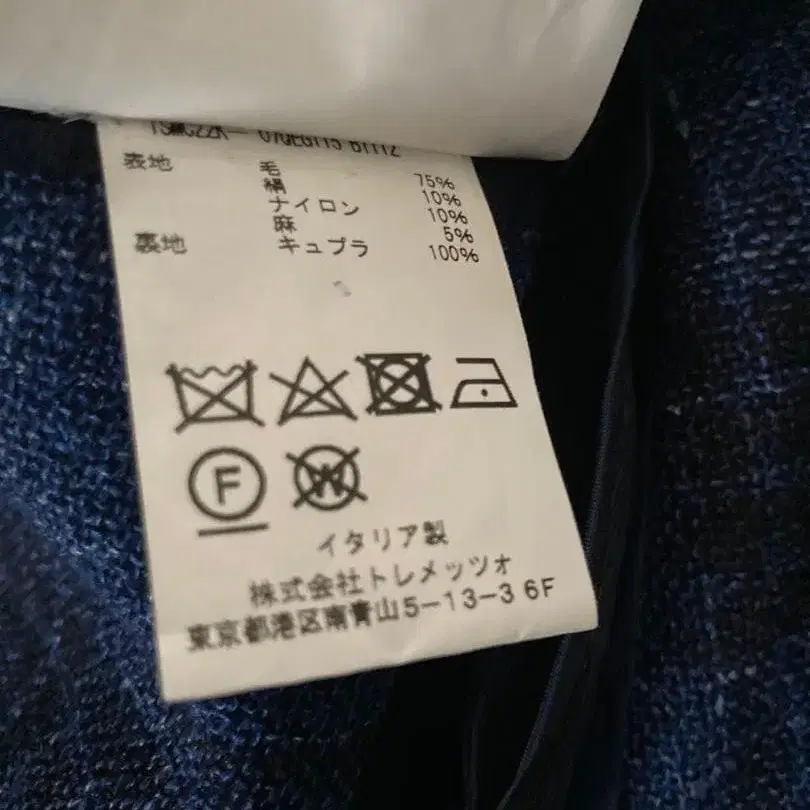 表地 毛 75%
絹 10%
ナイロン 10%
麻 5%
裏地 キュプラ 100%
F
W
イタリア製
株式会社トレメッツオ
東京都港区南青山5-13-3 6F